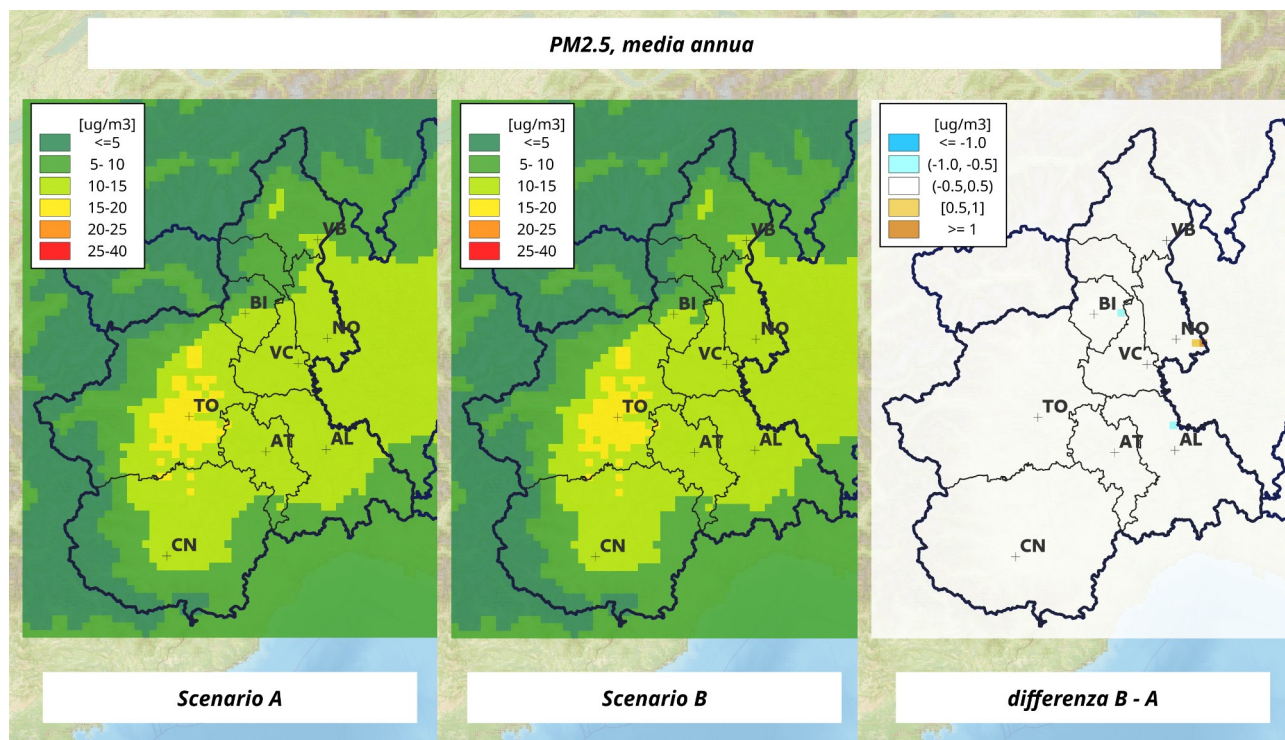 PM2.5, media annua
[ug/m3]
<=5
5- 10
10-15
15-20
20-25
25-40
VB
BI
NO
VC
TO
AT
AL
CN
Scenario A
[ug/m3]
<=5
5- 10
10-15
15-20
20-25
25-40
VB
BI
NO
VC
TO
AT
AL
CN
Scenario B
[ug/m3]
<= -1.0
(-1.0, -0.5]
(-0.5,0.5)
[0.5,1]
>= 1
VB
BI
NO
VC
TO
AT
AL
CN
differenza B - A